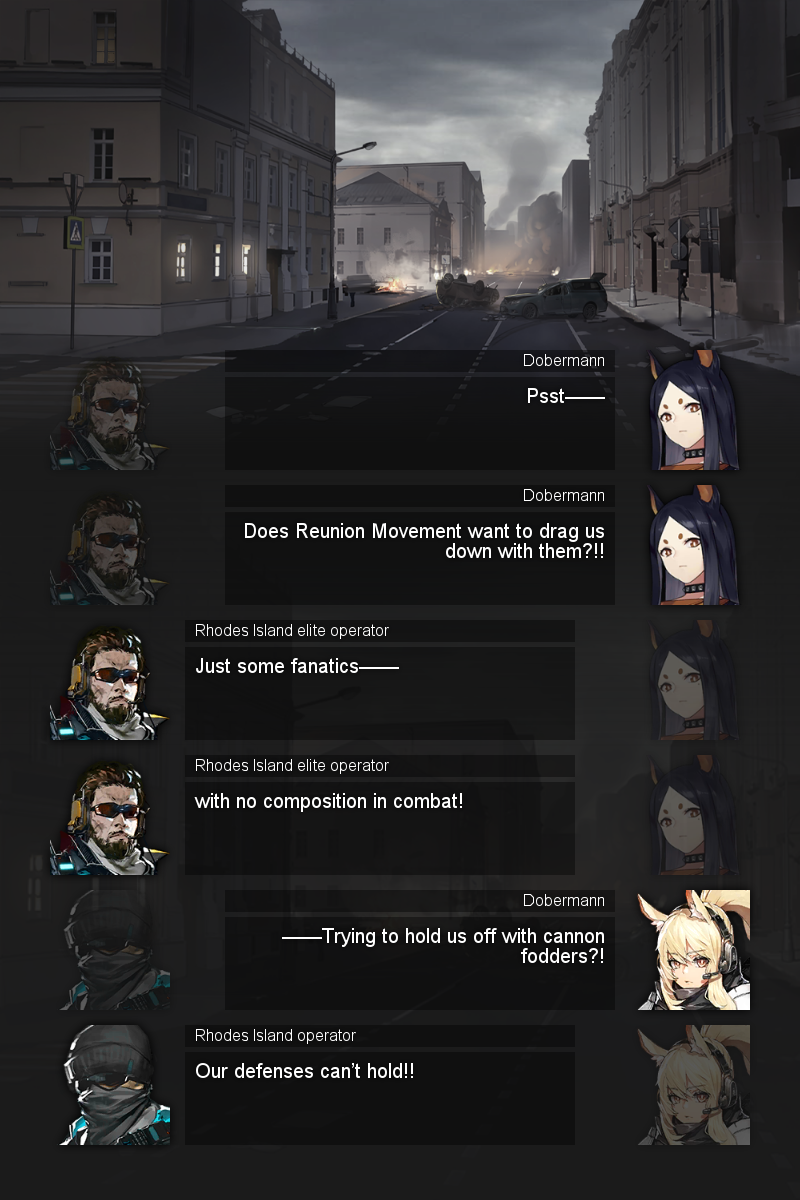 Dobermann
Psst——
Dobermann
Does Reunion Movement want to drag us
down with them?!!
Rhodes Island elite operator
Just some fanatics——
Rhodes Island elite operator
with no composition in combat!
Dobermann
——Trying to hold us off with cannon
fodders?!
Rhodes Island operator
Our defenses can't hold!!